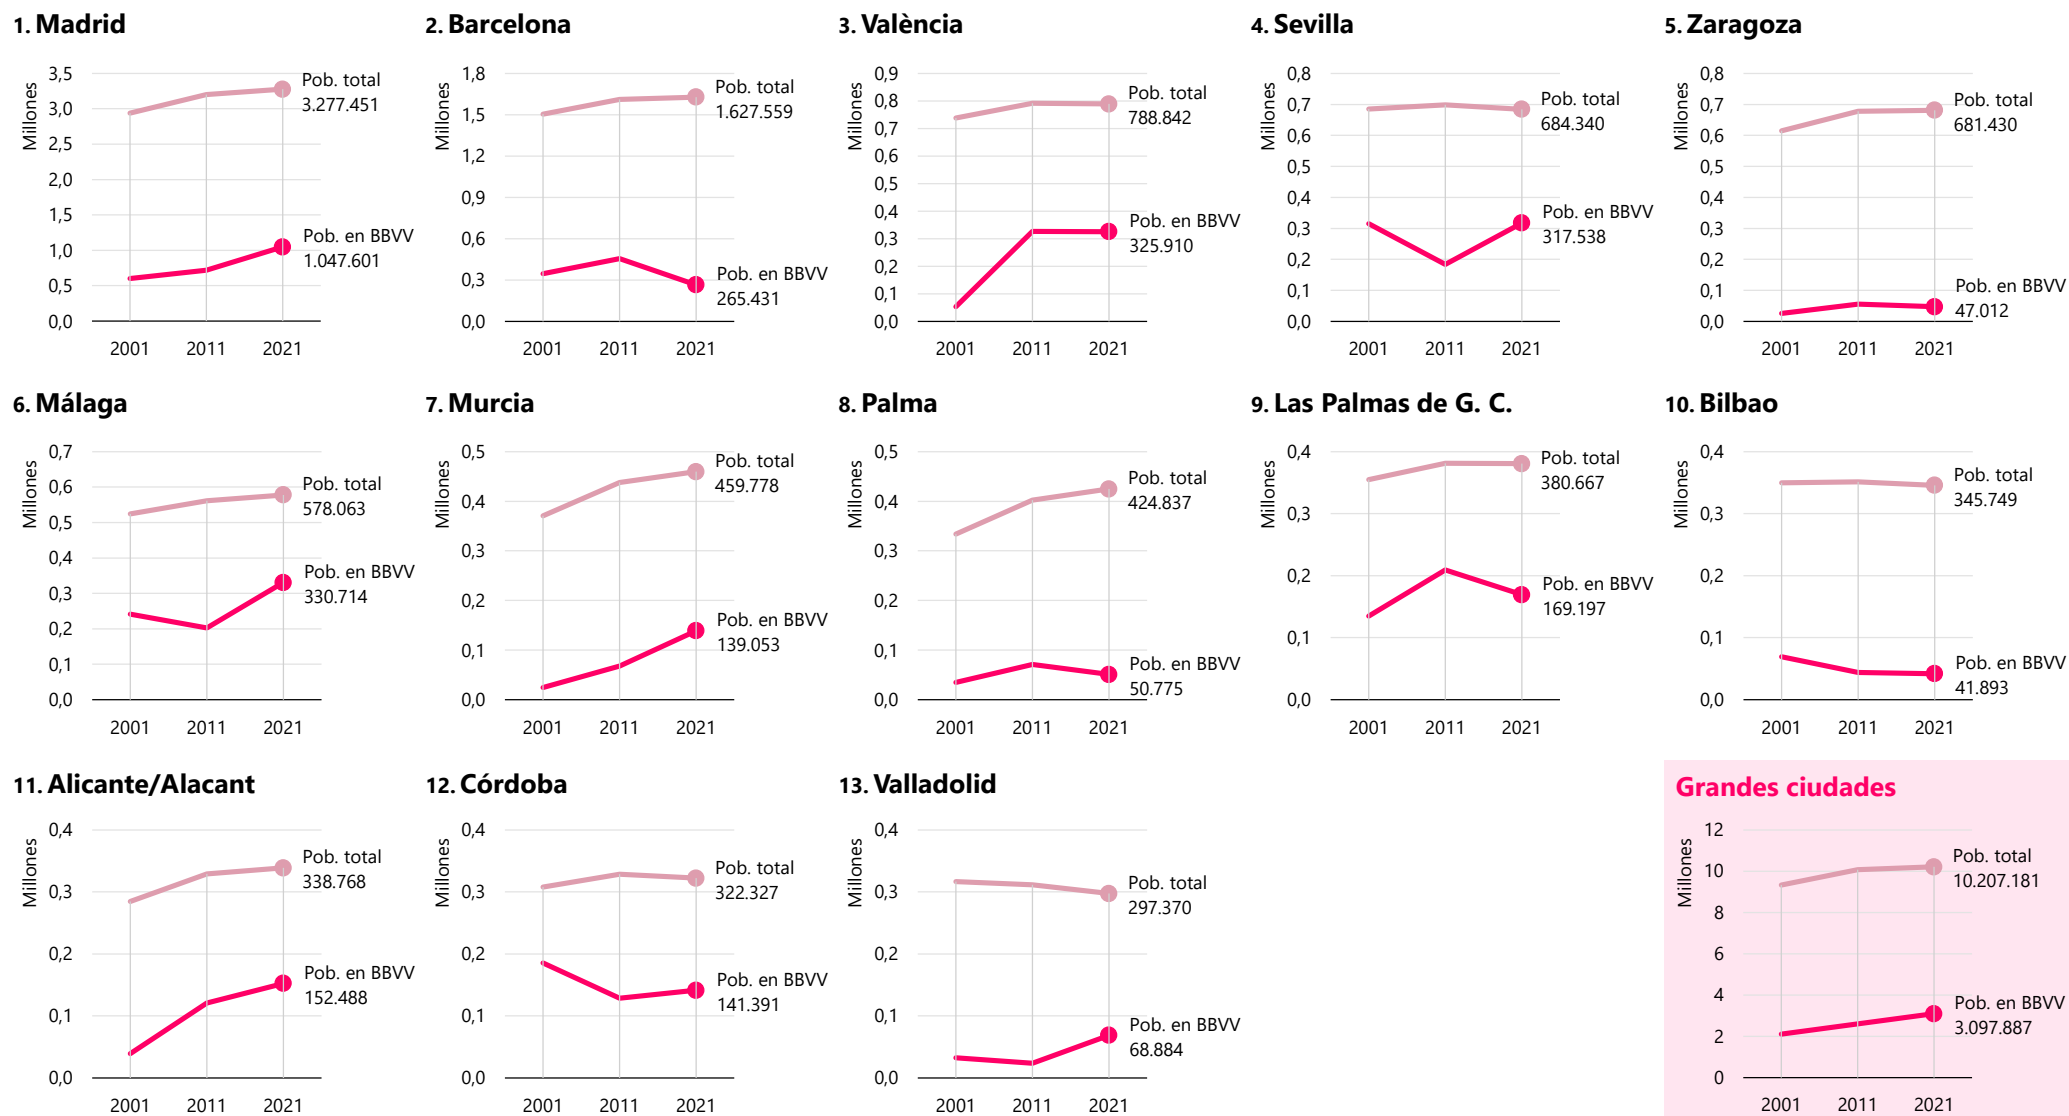 1. Madrid
Millones
3,5
3,0
2,5
2,0
1,5
1,0
0,5
0,0
Pob. total
3.277.451
Pob. en BBVV
1.047.601
2001 2011 2021
2. Barcelona
Millones
1,8
1,5
1,2
0,9
0,6
0,3
0,0
Pob. total
1.627.559
Pob. en BBVV
265.431
2001 2011 2021
3. València
Millones
0,9
0,8
0,7
0,6
0,5
0,4
0,3
0,2
0,1
0,0
Pob. total
788.842
Pob. en BBVV
325.910
2001 2011 2021
4. Sevilla
Millones
0,8
0,7
0,6
0,5
0,4
0,3
0,2
0,1
0,0
Pob. total
684.340
Pob. en BBVV
317.538
2001 2011 2021
5. Zaragoza
Millones
0,8
0,7
0,6
0,5
0,4
0,3
0,2
0,1
0,0
Pob. total
681.430
Pob. en BBVV
47.012
2001 2011 2021
6. Málaga
Millones
0,7
0,6
0,5
0,4
0,3
0,2
0,1
0,0
Pob. total
578.063
Pob. en BBVV
330.714
2001 2011 2021
7. Murcia
Millones
0,5
0,4
0,3
0,2
0,1
0,0
Pob. total
459.778
Pob. en BBVV
139.053
2001 2011 2021
8. Palma
Millones
0,5
0,4
0,3
0,2
0,1
0,0
Pob. total
424.837
Pob. en BBVV
50.775
2001 2011 2021
9. Las Palmas de G. C.
Millones
0,4
0,3
0,2
0,1
0,0
Pob. total
380.667
Pob. en BBVV
169.197
2001 2011 2021
10. Bilbao
Millones
0,4
0,3
0,2
0,1
0,0
Pob. total
345.749
Pob. en BBVV
41.893
2001 2011 2021
11. Alicante/Alacant
Millones
0,4
0,3
0,2
0,1
0,0
Pob. total
338.768
Pob. en BBVV
152.488
2001 2011 2021
12. Córdoba
Millones
0,4
0,3
0,2
0,1
0,0
Pob. total
322.327
Pob. en BBVV
141.391
2001 2011 2021
13. Valladolid
Millones
0,4
0,3
0,2
0,1
0,0
Pob. total
297.370
Pob. en BBVV
68.884
2001 2011 2021
Grandes ciudades
Millones
12
10
8
6
4
2
0
Pob. total
10.207.181
Pob. en BBVV
3.097.887
2001 2011 2021